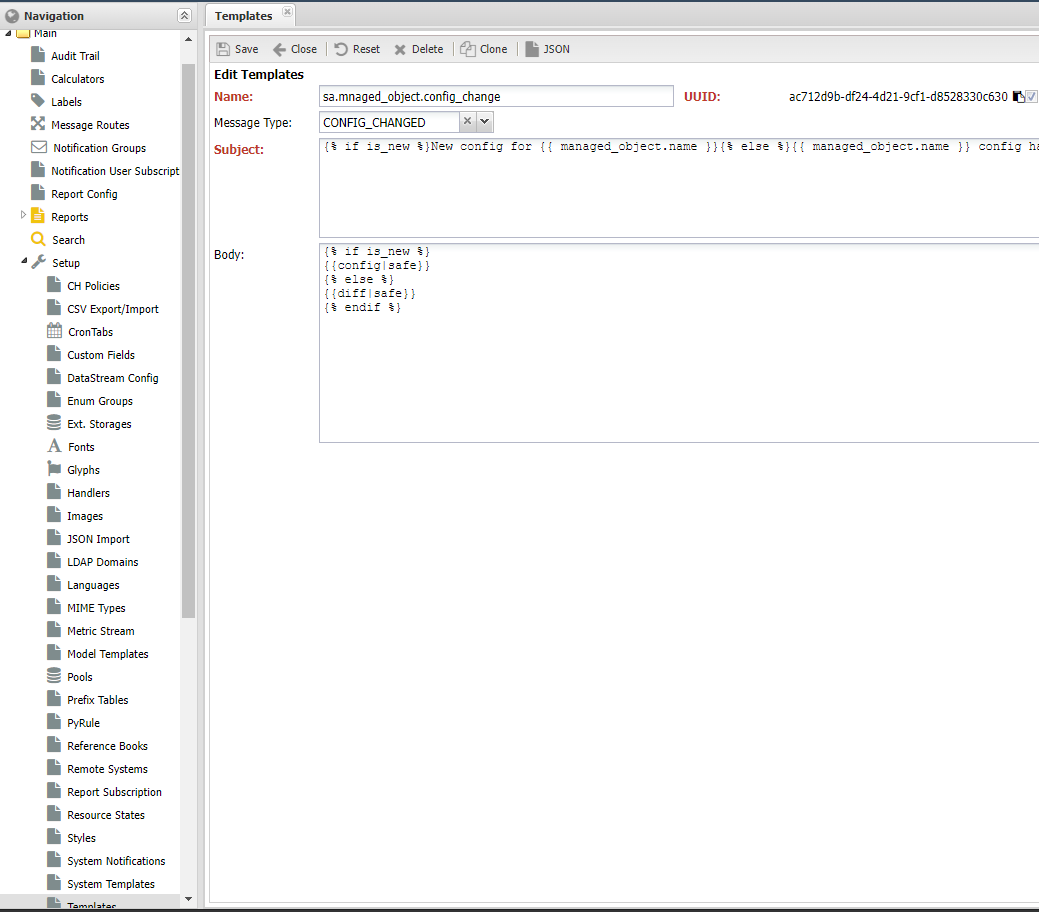 Navigation
Main
Audit Trail
Calculators
Labels
Message Routes
Notification Groups
Notification User Subscript
Report Config
Reports
Search
Setup
CH Policies
CSV Export/Import
CronTabs
Custom Fields
DataStream Config
Enum Groups
Ext. Storages
Fonts
Glyphs
Handlers
Images
JSON Import
LDAP Domains
Languages
MIME Types
Metric Stream
Model Templates
Pools
Prefix Tables
PyRule
Reference Books
Remote Systems
Report Subscription
Resource States
Styles
System Notifications
System Templates
Templates
Templates
Save Close Reset Delete Clone JSON
Edit Templates
Name: sa.mnaged_object.config_change UUID: ac712d9b-df24-4d21-9cf1-d8528330c630
Message Type: CONFIG_CHANGED
Subject: {% if is_new %}New config for {{ managed_object.name }}{% else %}{{ managed_object.name }} config ha
Body: {% if is_new %}
{{config|safe}}
{% else %}
{{diff|safe}}
{% endif %}